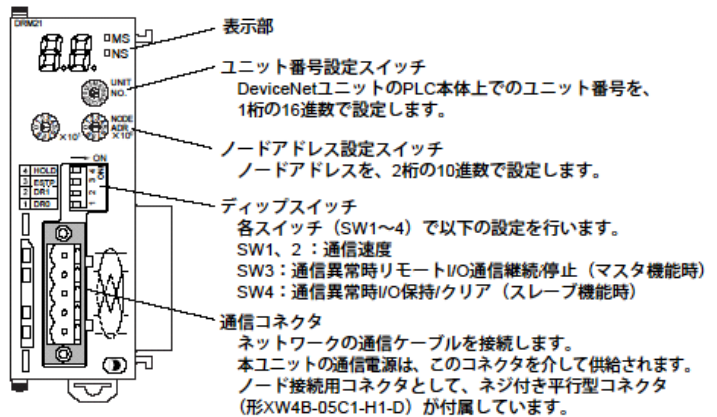 DRM21
MS
NS
UNIT
NO.
NODE
ADR
×10¹
×10⁰
ON
4 HOLD
3 ESTP
2 DR1
1 DR0
1 2 3 4
表示部
ユニット番号設定スイッチ
DeviceNetユニットのPLC本体上でのユニット番号を、
1桁の16進数で設定します。
ノードアドレス設定スイッチ
ノードアドレスを、2桁の10進数で設定します。
ディップスイッチ
各スイッチ（SW1～4）で以下の設定を行います。
SW1、2：通信速度
SW3：通信異常時リモートI/O通信継続/停止（マスタ機能時）
SW4：通信異常時I/O保持/クリア（スレーブ機能時）
通信コネクタ
ネットワークの通信ケーブルを接続します。
本ユニットの通信電源は、このコネクタを介して供給されます。
ノード接続用コネクタとして、ネジ付き平行型コネクタ
（形XW4B-05C1-H1-D）が付属しています。